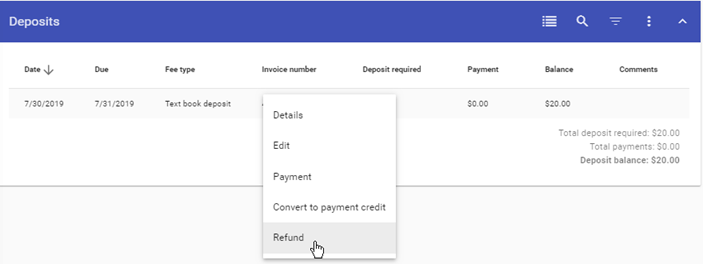 Deposits
Date Due Fee type Invoice number Deposit required Payment Balance Comments
7/30/2019 7/31/2019 Text book deposit $0.00 $20.00
Details
Edit
Payment
Convert to payment credit
Refund
Total deposit required: $20.00
Total payments: $0.00
Deposit balance: $20.00